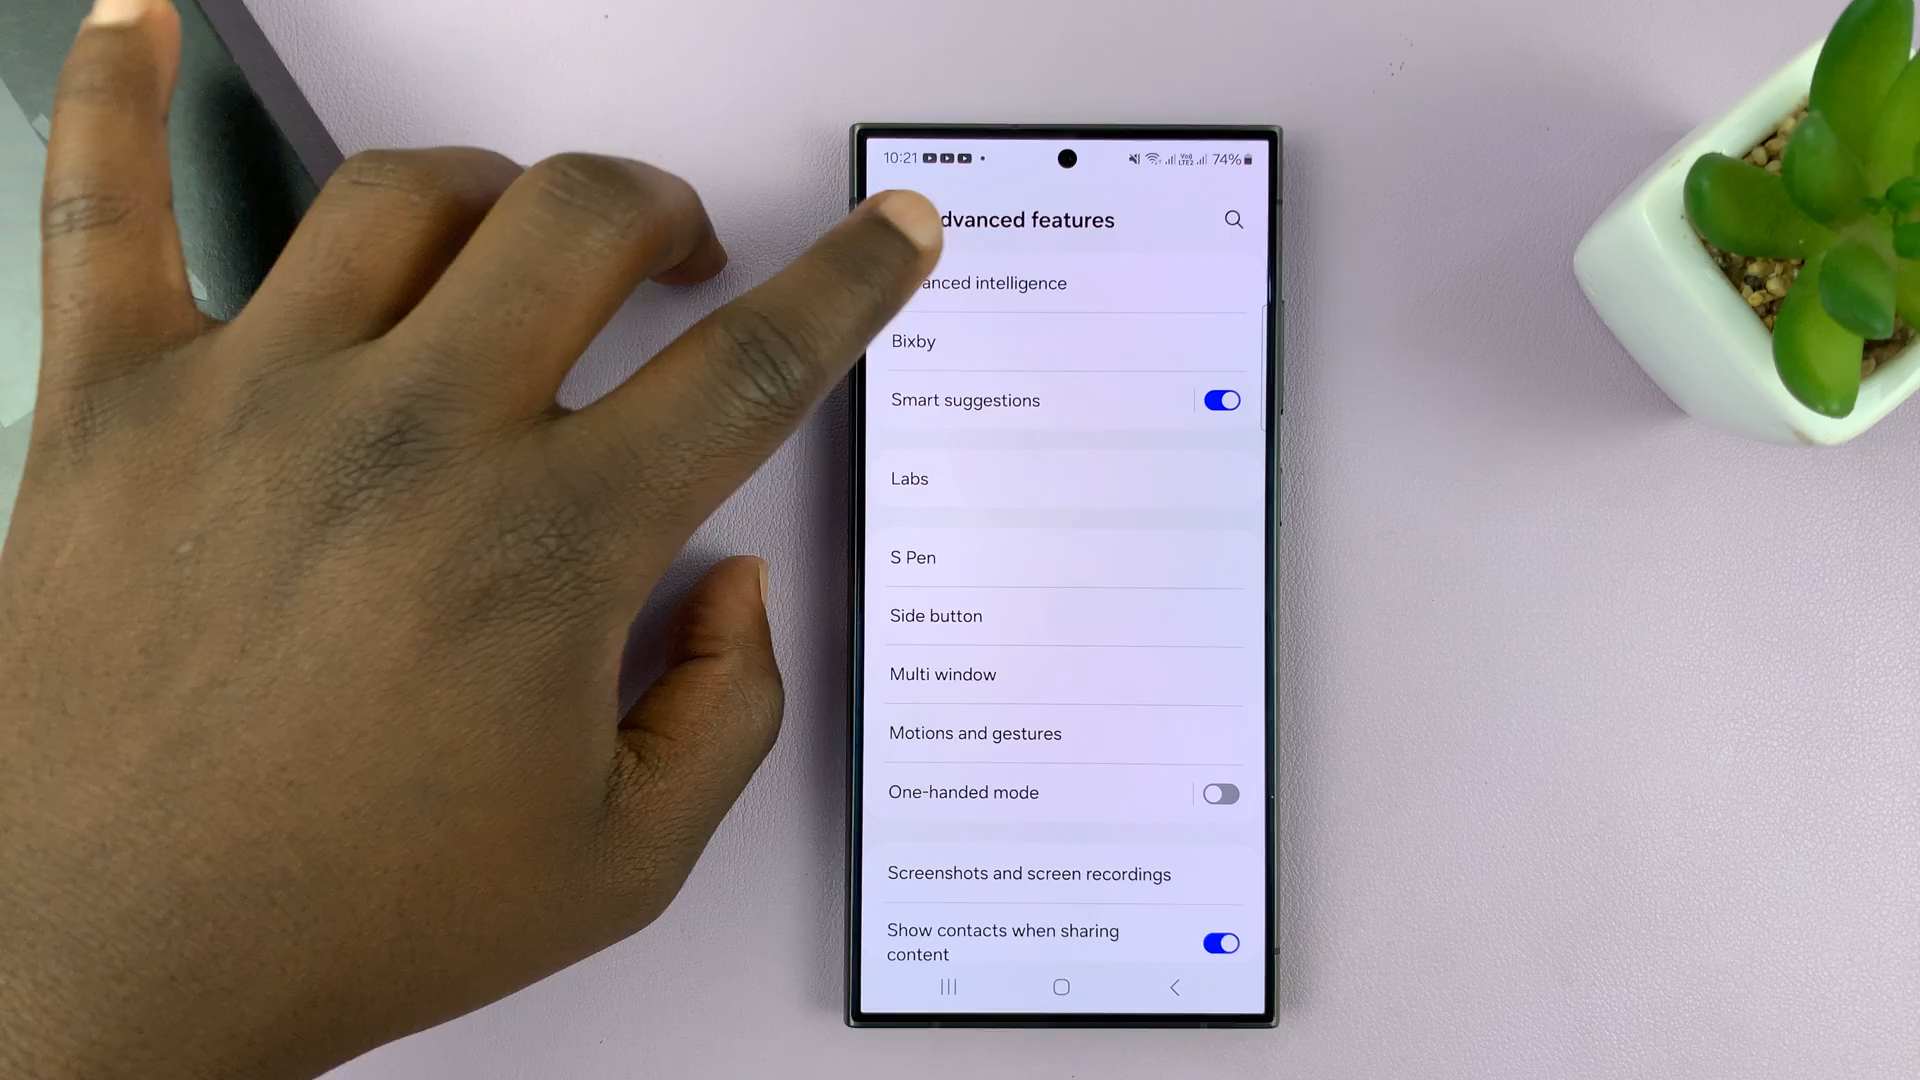 10:21 74%
dvanced features
anced intelligence
Bixby
Smart suggestions
Labs
S Pen
Side button
Multi window
Motions and gestures
One-handed mode
Screenshots and screen recordings
Show contacts when sharing
content